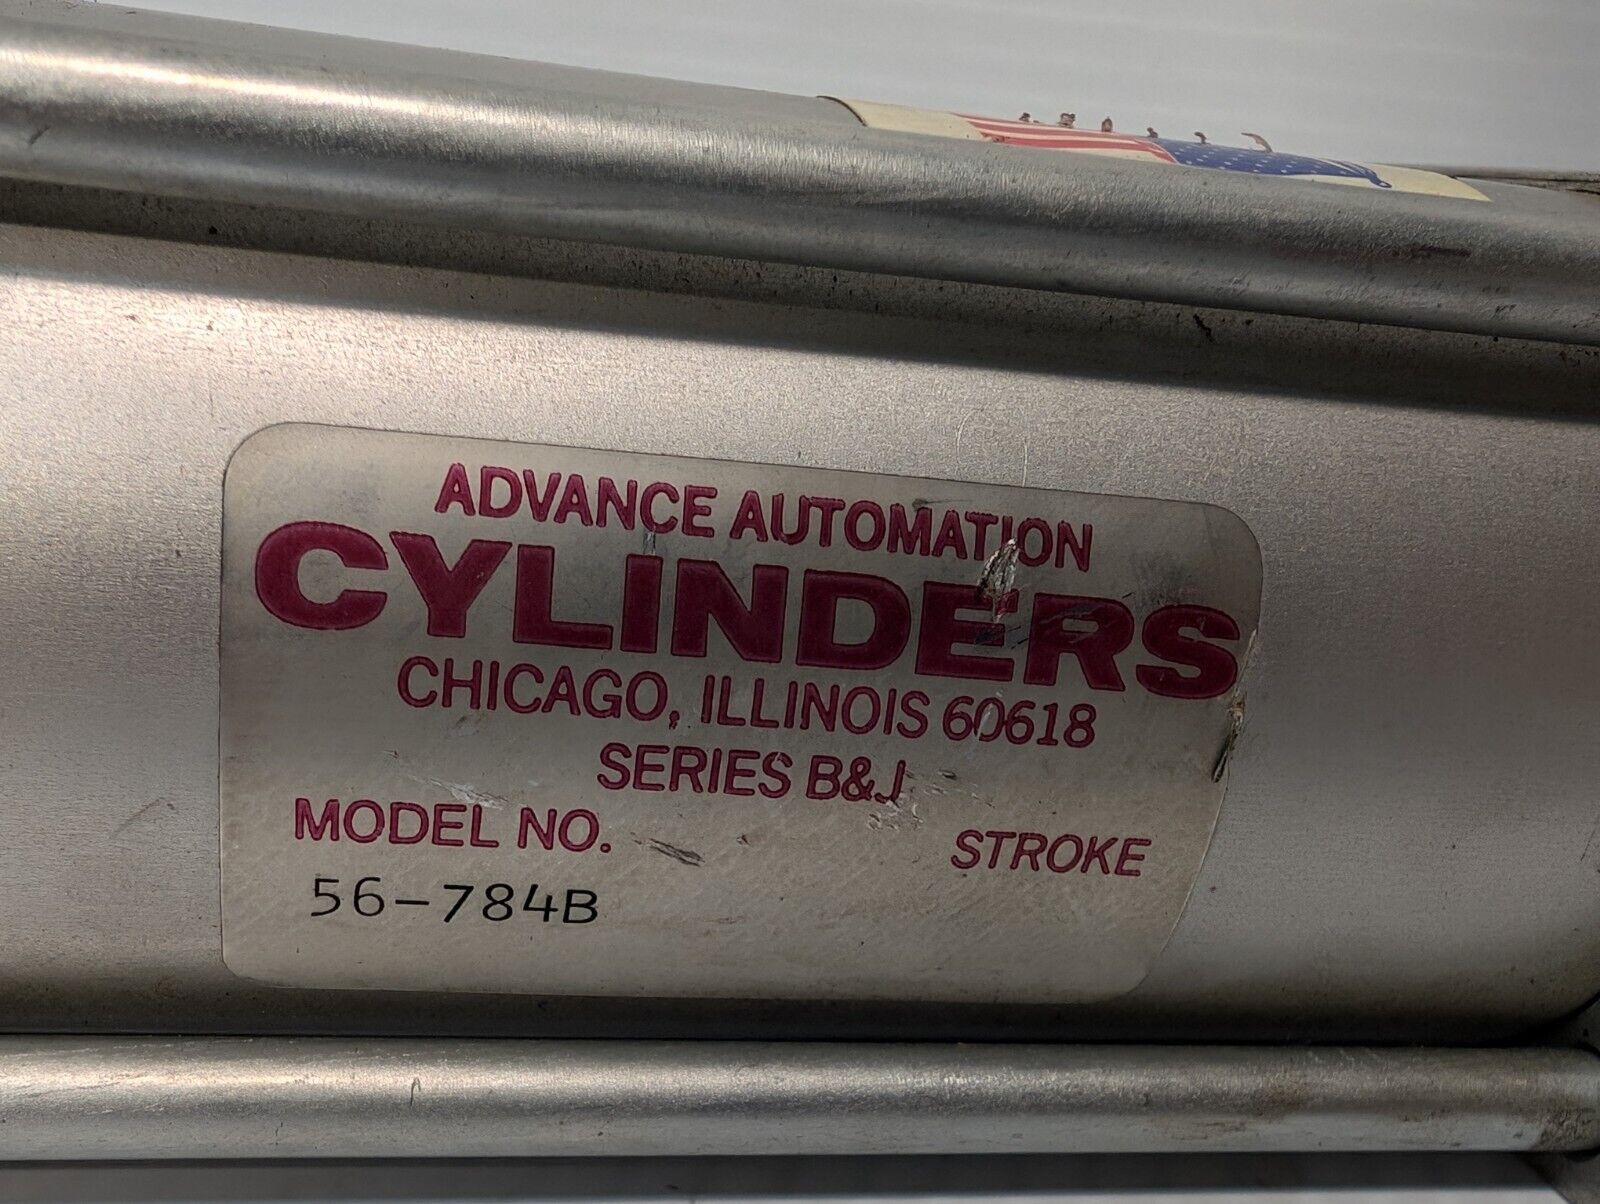 ADVANCE AUTOMATION
CYLINDERS
CHICAGO, ILLINOIS 60618
SERIES B&J
MODEL NO. STROKE
56-784B